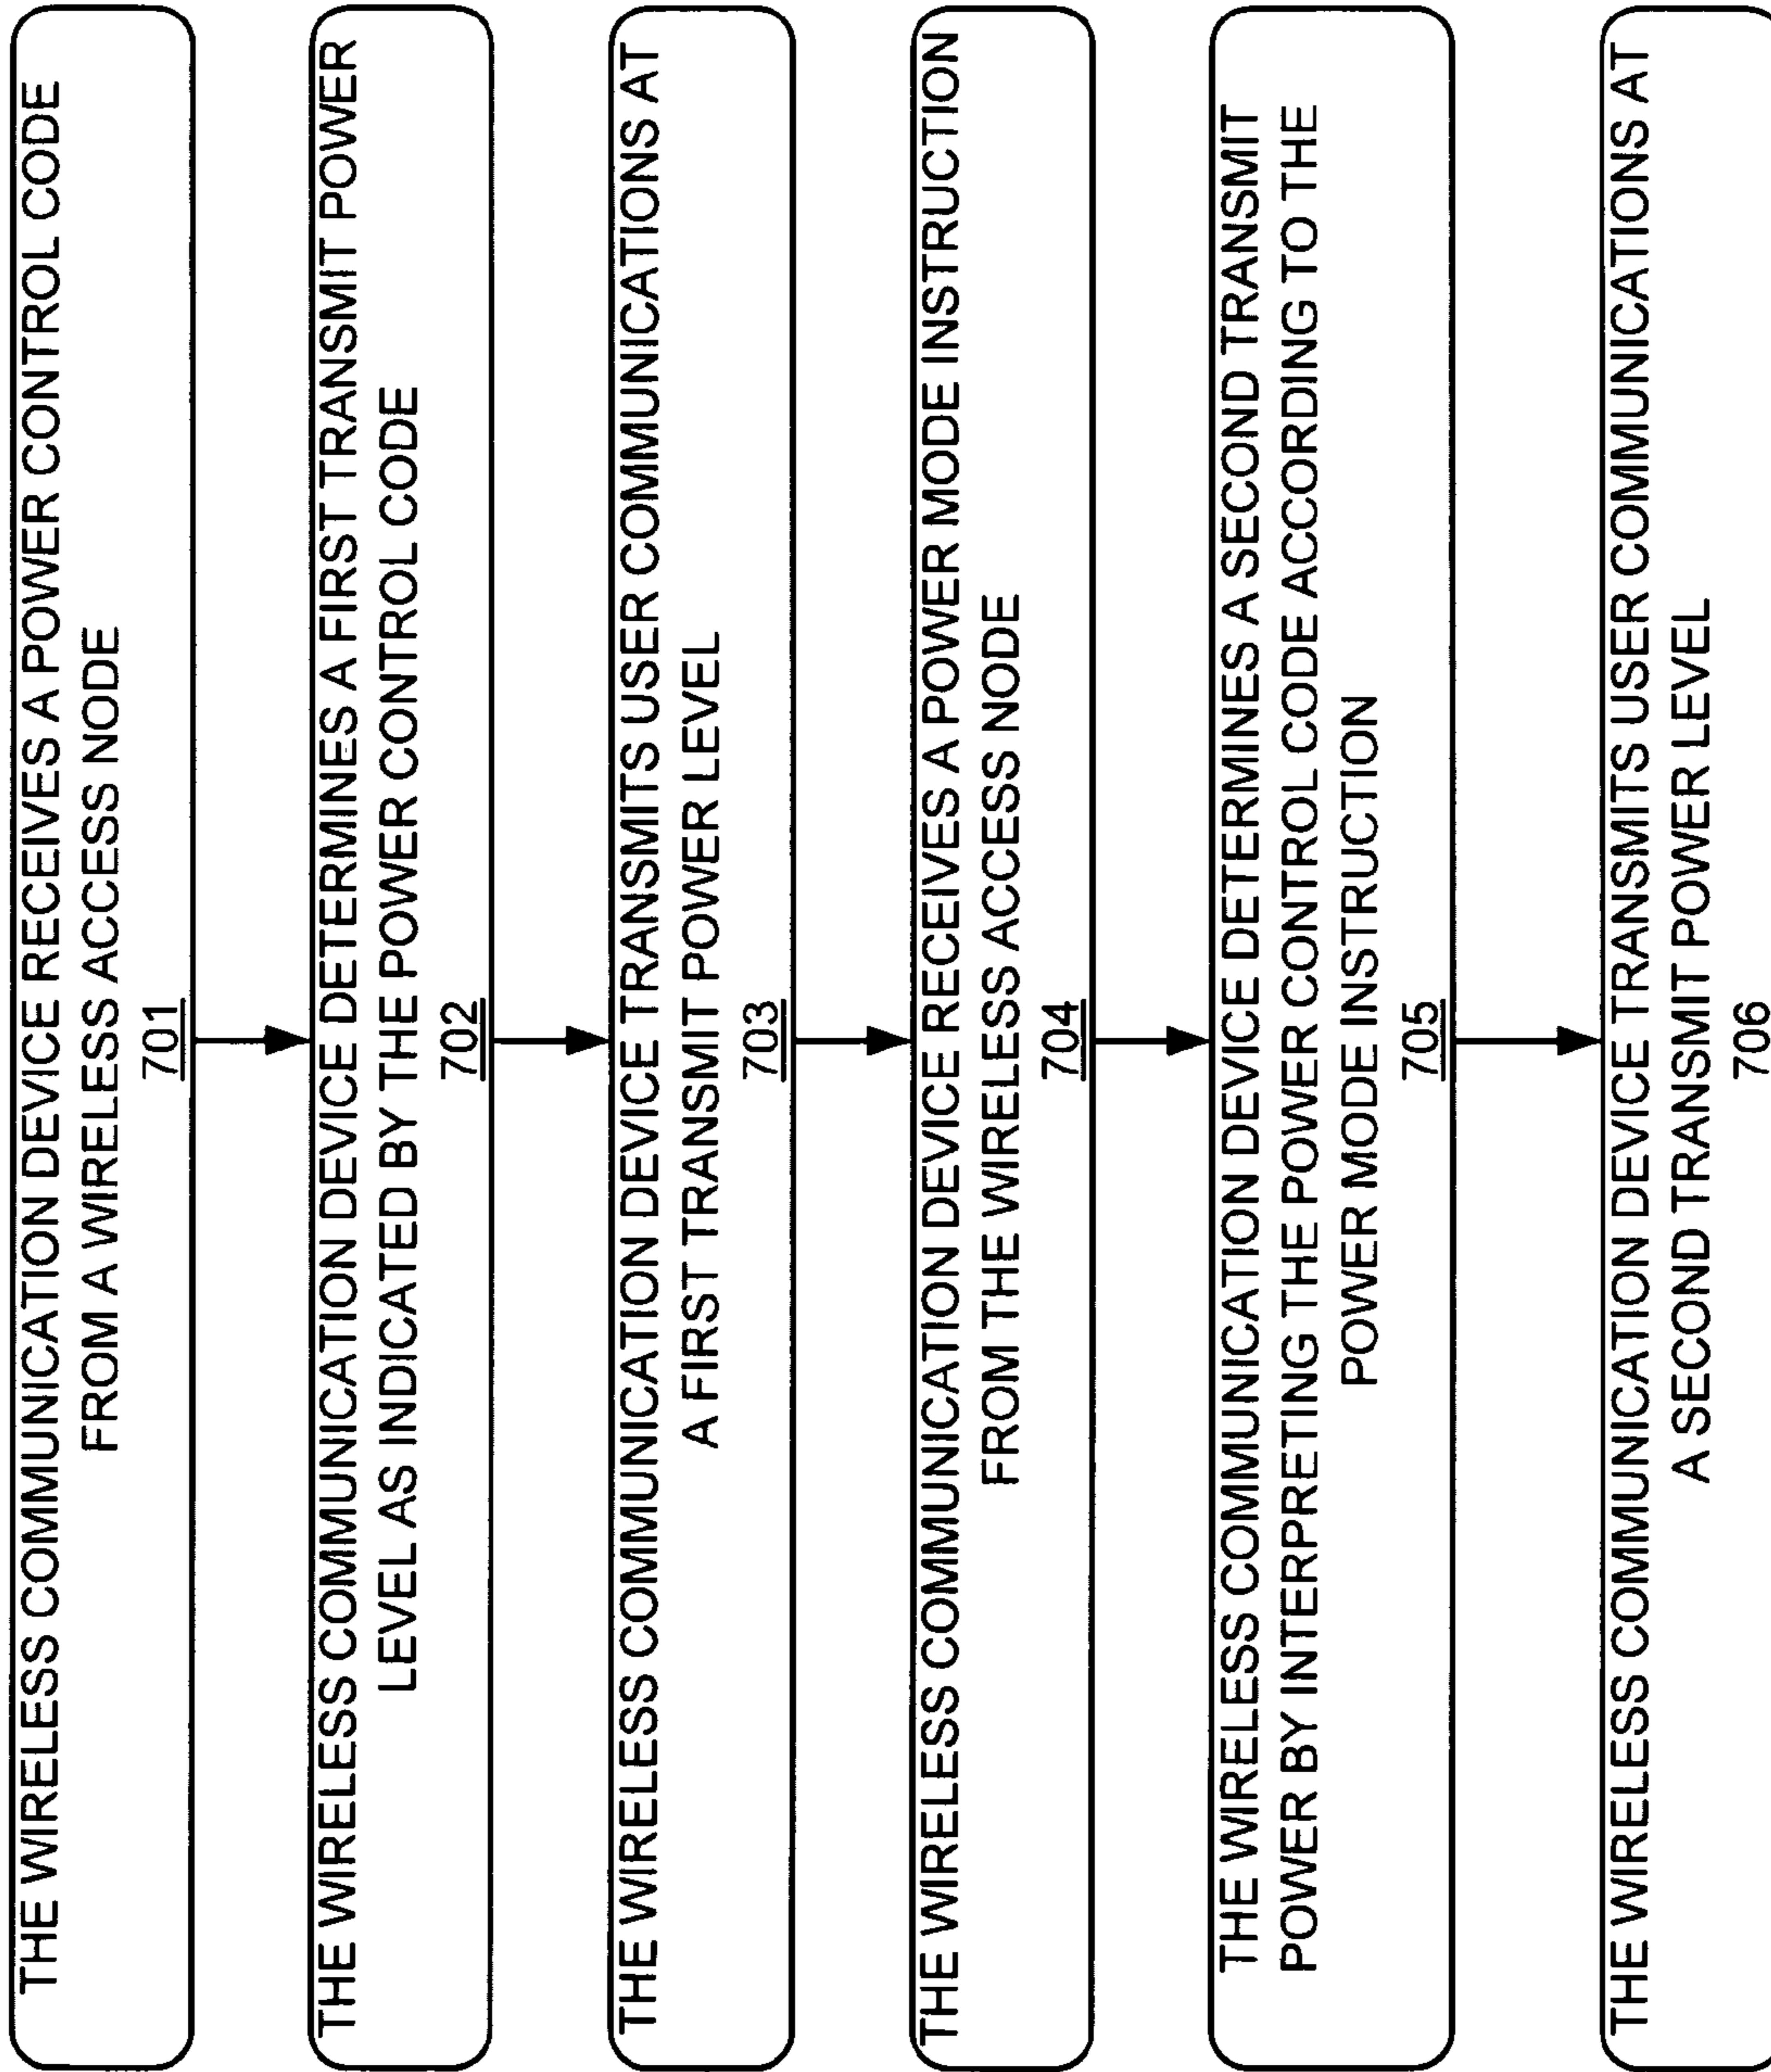 THE WIRELESS COMMUNICATION DEVICE RECEIVES A POWER CONTROL CODE
FROM A WIRELESS ACCESS NODE
701
THE WIRELESS COMMUNICATION DEVICE DETERMINES A FIRST TRANSMIT POWER
LEVEL AS INDICATED BY THE POWER CONTROL CODE
702
THE WIRELESS COMMUNICATION DEVICE TRANSMITS USER COMMUNICATIONS AT
A FIRST TRANSMIT POWER LEVEL
703
THE WIRELESS COMMUNICATION DEVICE RECEIVES A POWER MODE INSTRUCTION
FROM THE WIRELESS ACCESS NODE
704
THE WIRELESS COMMUNICATION DEVICE DETERMINES A SECOND TRANSMIT
POWER BY INTERPRETING THE POWER CONTROL CODE ACCORDING TO THE
POWER MODE INSTRUCTION
705
THE WIRELESS COMMUNICATION DEVICE TRANSMITS USER COMMUNICATIONS AT
A SECOND TRANSMIT POWER LEVEL
706